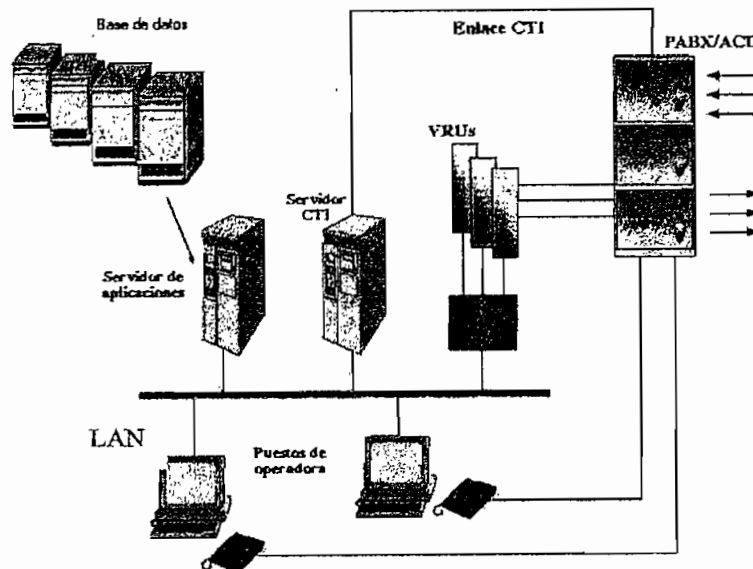 Base de datos
Enlace CTI
PABX/ACD
VRUs
Servidor
CTI
Servidor de
aplicaciones
LAN
Puestos de
operadora